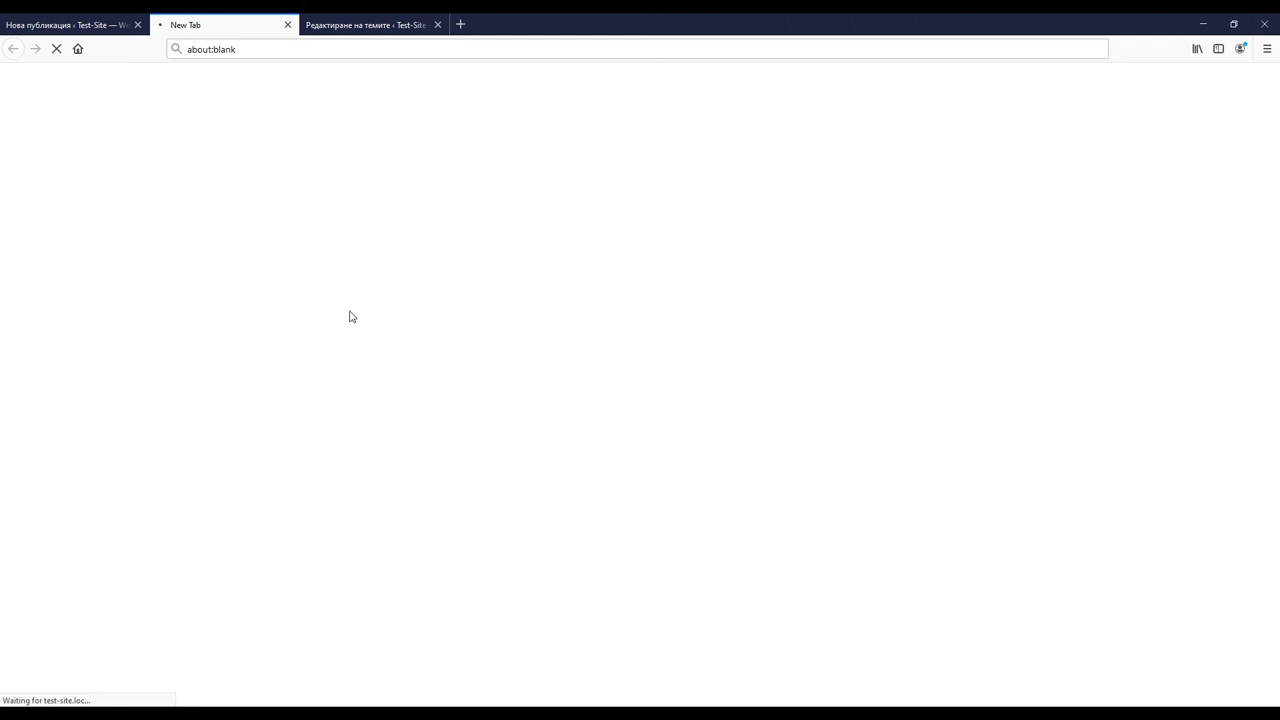 Нова публикация ‹ Test-Site — W
New Tab
Редактиране на темите ‹ Test-Site
about:blank
Waiting for test-site.loc...